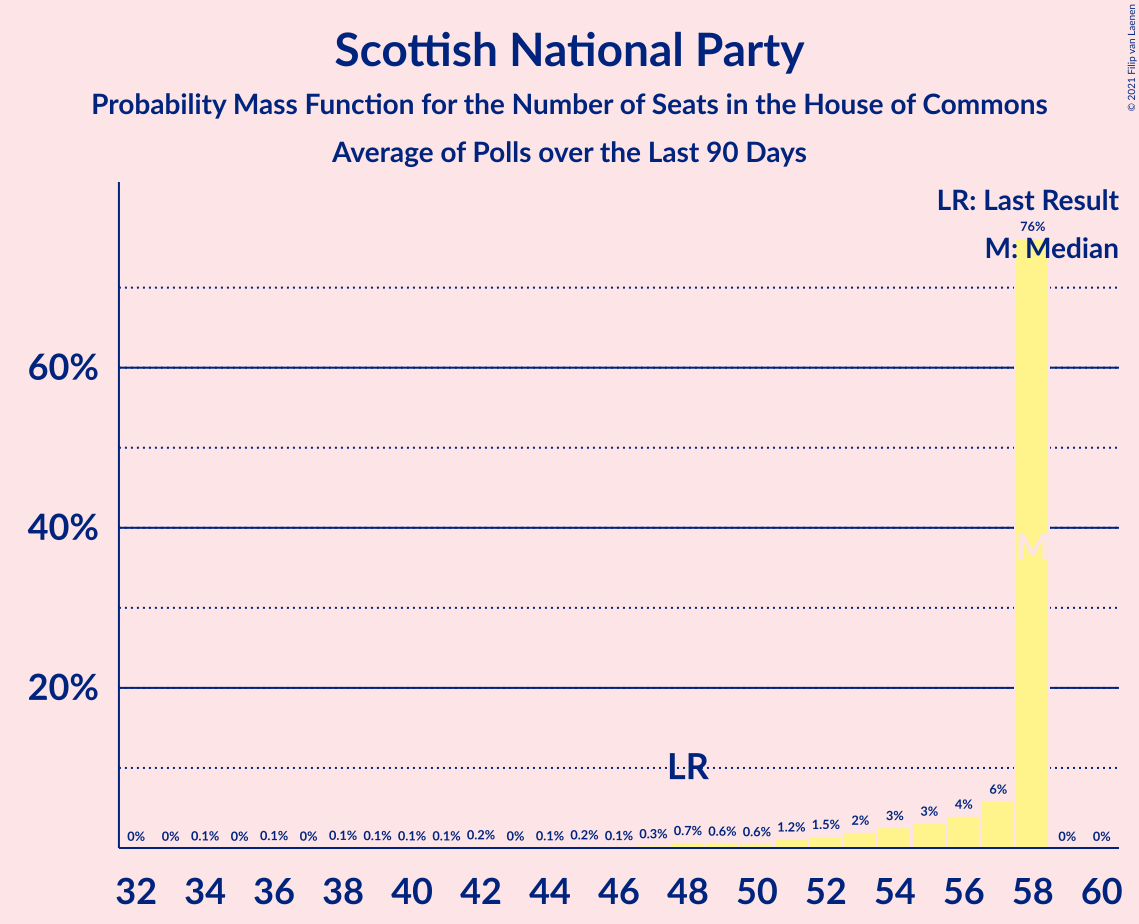 Scottish National Party
Probability Mass Function for the Number of Seats in the House of Commons
Average of Polls over the Last 90 Days
© 2021 Filip van Laenen
LR: Last Result
M: Median
76%
60%
40%
20%
M
LR
0% 0% 0.1% 0% 0.1% 0% 0.1% 0.1% 0.1% 0.1% 0.2% 0% 0.1% 0.2% 0.1% 0.3% 0.7% 0.6% 0.6% 1.2% 1.5% 2% 3% 3% 4% 6% 0% 0%
32 34 36 38 40 42 44 46 48 50 52 54 56 58 60